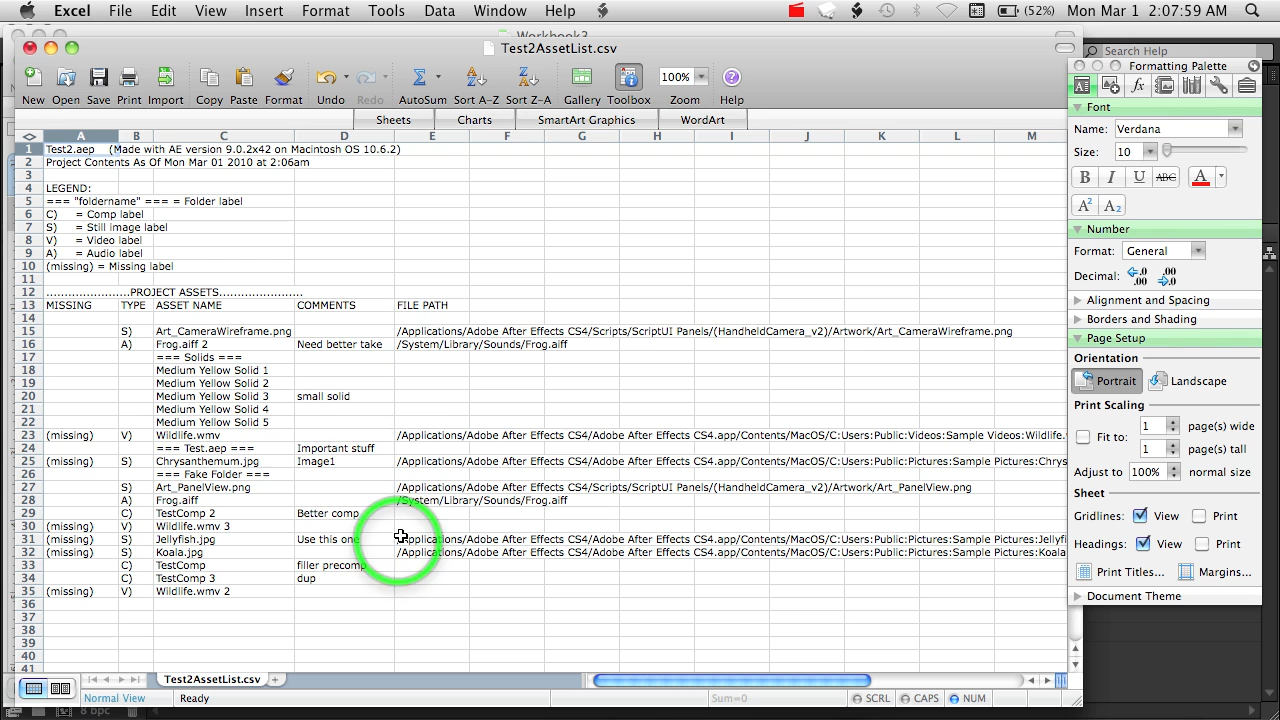 Excel File Edit View Insert Format Tools Data Window Help (52%) Mon Mar 1 2:07:59 AM
Workbook3
Test2AssetList.csv
Search Help
New Open Save Print Import Copy Paste Format Undo Redo AutoSum Sort A-Z Sort Z-A Gallery Toolbox 100% Zoom Help
Sheets Charts SmartArt Graphics WordArt
A B C D E F G H I J K L M
1 Test2.aep (Made with AE version 9.0.2x42 on Macintosh OS 10.6.2)
2 Project Contents As Of Mon Mar 01 2010 at 2:06am
3
4 LEGEND:
5 === "foldername" === = Folder label
6 C) = Comp label
7 S) = Still image label
8 V) = Video label
9 A) = Audio label
10 (missing) = Missing label
11
12 .......................PROJECT ASSETS.......................
13 MISSING TYPE ASSET NAME COMMENTS FILE PATH
14
15 S) Art_CameraWireframe.png /Applications/Adobe After Effects CS4/Scripts/ScriptUI Panels/(HandheldCamera_v2)/Artwork/Art_CameraWireframe.png
16 A) Frog.aiff 2 Need better take /System/Library/Sounds/Frog.aiff
17 === Solids ===
18 Medium Yellow Solid 1
19 Medium Yellow Solid 2
20 Medium Yellow Solid 3 small solid
21 Medium Yellow Solid 4
22 Medium Yellow Solid 5
23 (missing) V) Wildlife.wmv /Applications/Adobe After Effects CS4/Adobe After Effects CS4.app/Contents/MacOS/C:Users:Public:Videos:Sample Videos:Wildlife.
24 === Test.aep === Important stuff
25 (missing) S) Chrysanthemum.jpg Image1 /Applications/Adobe After Effects CS4/Adobe After Effects CS4.app/Contents/MacOS/C:Users:Public:Pictures:Sample Pictures:Chrys
26 === Fake Folder ===
27 S) Art_PanelView.png /Applications/Adobe After Effects CS4/Scripts/ScriptUI Panels/(HandheldCamera_v2)/Artwork/Art_PanelView.png
28 A) Frog.aiff /System/Library/Sounds/Frog.aiff
29 C) TestComp 2 Better comp
30 (missing) V) Wildlife.wmv 3
31 (missing) S) Jellyfish.jpg Use this one /Applications/Adobe After Effects CS4/Adobe After Effects CS4.app/Contents/MacOS/C:Users:Public:Pictures:Sample Pictures:Jellyfi
32 (missing) S) Koala.jpg /Applications/Adobe After Effects CS4/Adobe After Effects CS4.app/Contents/MacOS/C:Users:Public:Pictures:Sample Pictures:Koa
33 C) TestComp filler precomp
34 C) TestComp 3 dup
35 (missing) V) Wildlife.wmv 2
36
37
38
39
40
41
Test2AssetList.csv
Normal View Ready Sum=0 SCRL CAPS NUM
8 bpc
Formatting Palette
Font
Name: Verdana
Size: 10
B I U ABC A
A2 A2
Number
Format: General
Decimal: .0 .00 .00 .0
Alignment and Spacing
Borders and Shading
Page Setup
Orientation
Portrait Landscape
Print Scaling
Fit to: 1 page(s) wide
1 page(s) tall
Adjust to 100% normal size
Sheet
Gridlines: View Print
Headings: View Print
Print Titles... Margins...
Document Theme